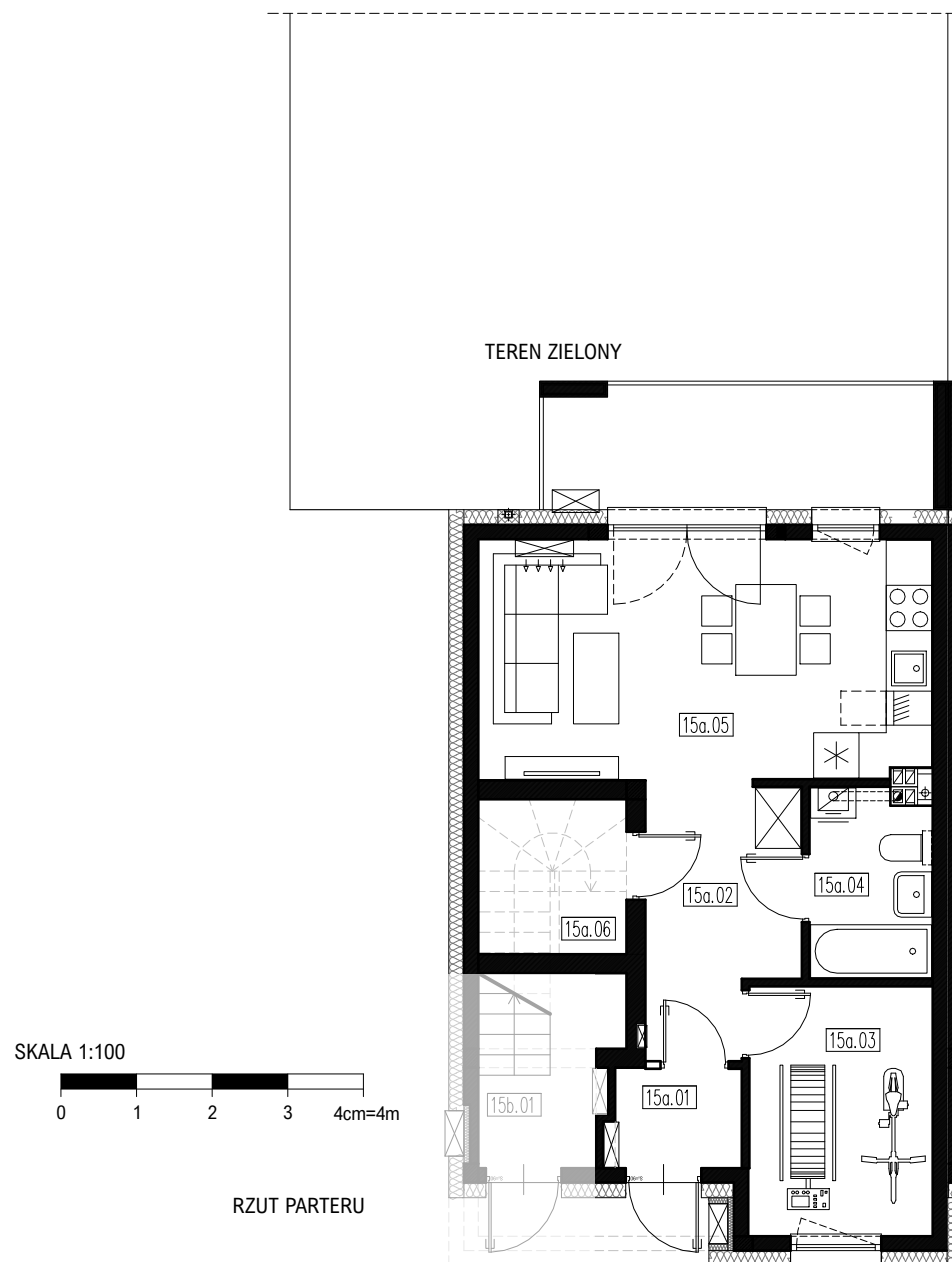 TEREN ZIELONY
15a.05
15a.02
15a.04
15a.06
15a.03
15b.01
15a.01
SKALA 1:100
0 1 2 3 4cm=4m
RZUT PARTERU